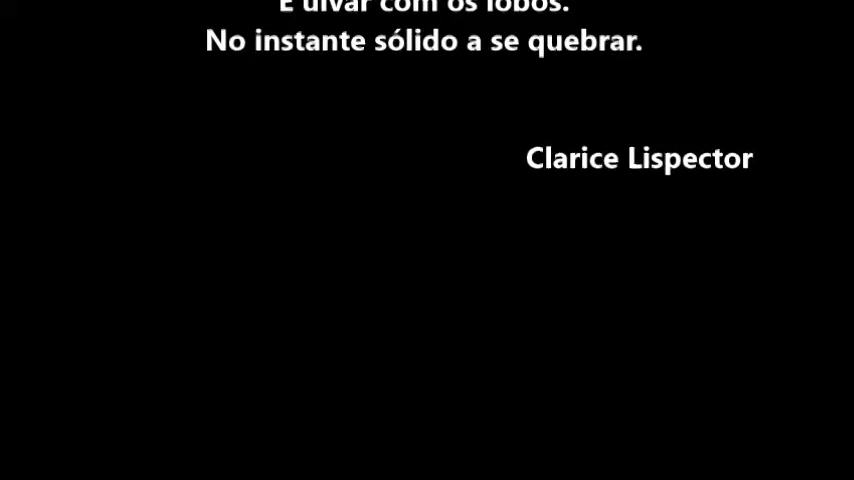 E uivar com os lobos.
No instante sólido a se quebrar.
Clarice Lispector